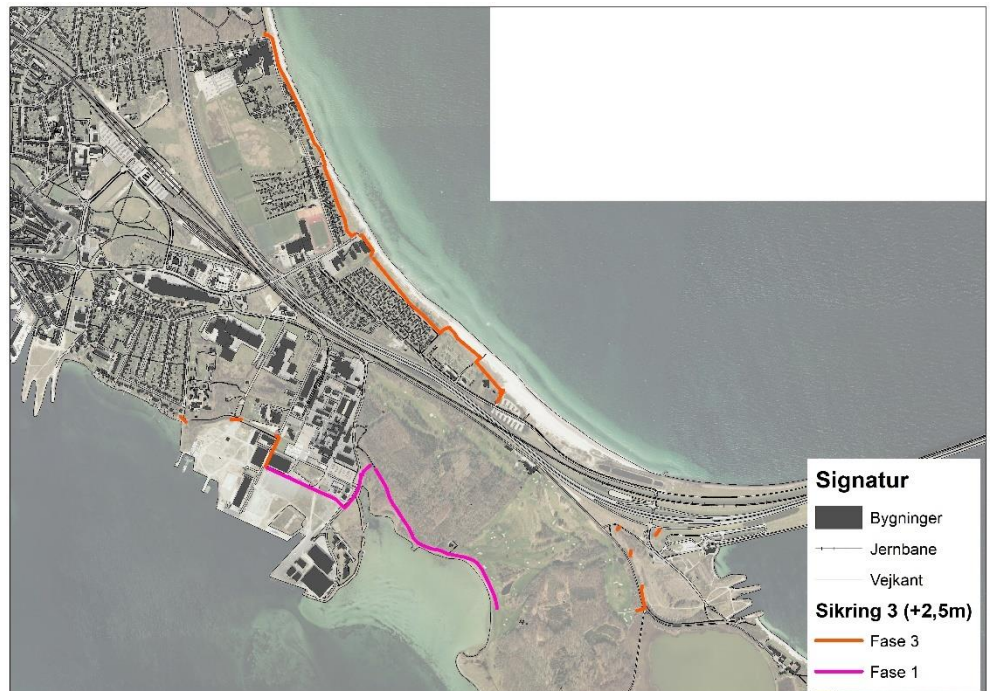 Signatur
Bygninger
Jernbane
Vejkant
Sikring 3 (+2,5m)
Fase 3
Fase 1